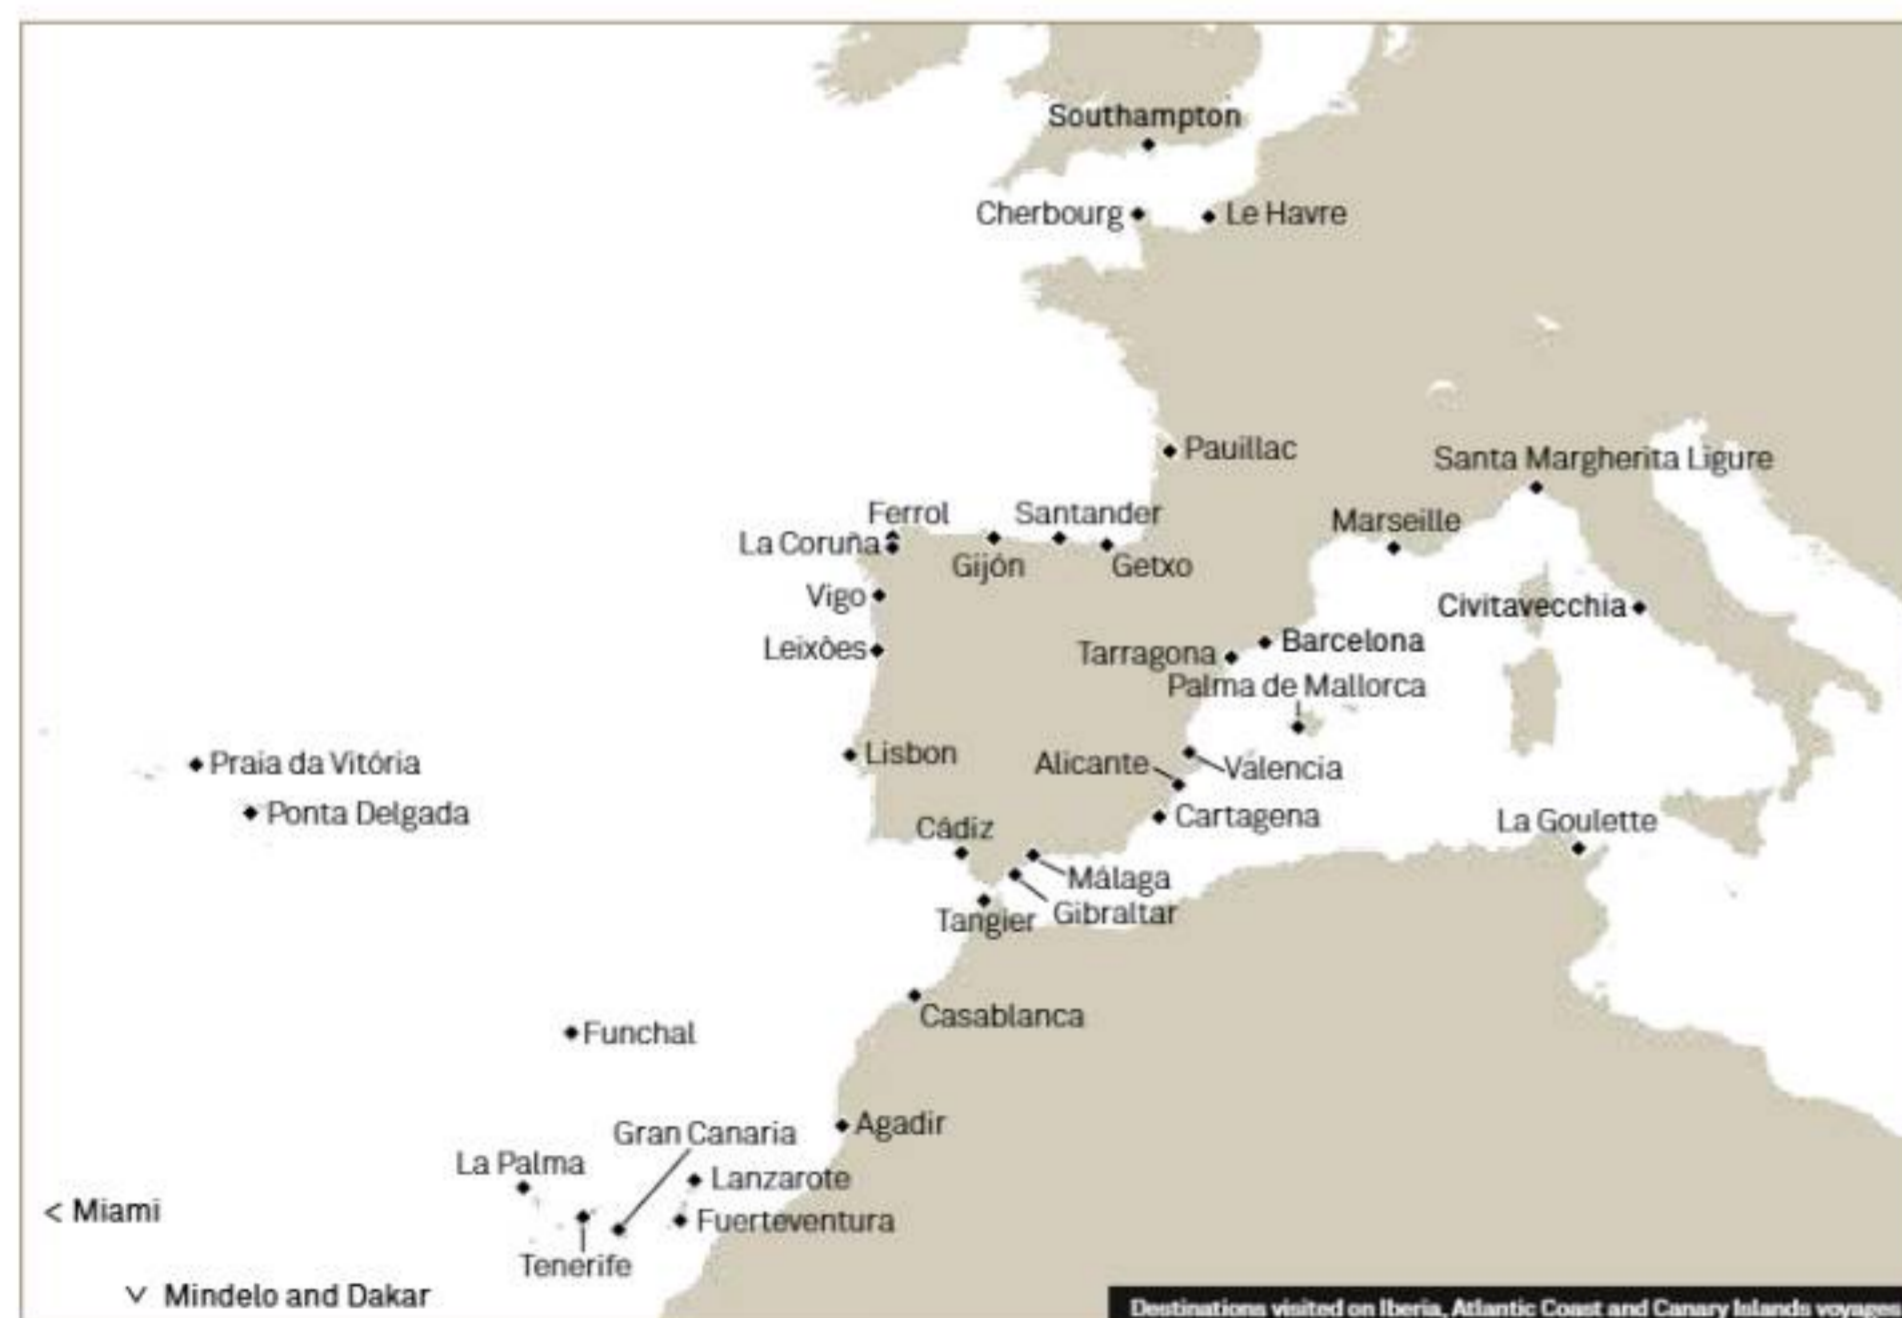 Southampton
Cherbourg
Le Havre
Pauillac
Santa Margherita Ligure
Ferrol
Santander
Marseille
La Coruña
Gijón
Getxo
Vigo
Civitavecchia
Leixões
Tarragona
Barcelona
Palma de Mallorca
Praia da Vitória
Lisbon
Alicante
Valencia
Ponta Delgada
Cartagena
Cádiz
La Goulette
Málaga
Gibraltar
Tangier
Casablanca
Funchal
Agadir
Gran Canaria
La Palma
Lanzarote
< Miami
Fuerteventura
Tenerife
Mindelo and Dakar
Destinations visited on Iberia, Atlantic Coast and Canary Islands voyages